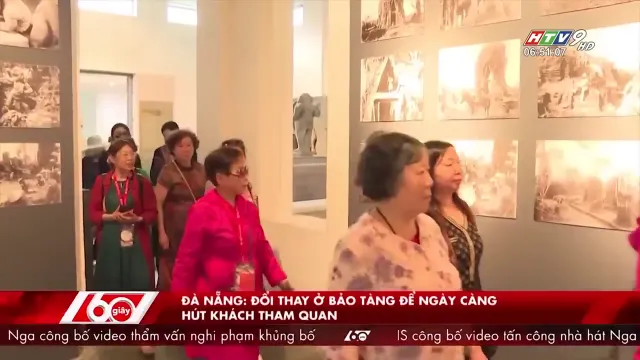 HTV9 HD
06:51:07
60 giây
ĐÀ NẴNG: ĐỔI THAY Ở BẢO TÀNG ĐỂ NGÀY CÀNG
HÚT KHÁCH THAM QUAN
Nga công bố video thẩm vấn nghi phạm khủng bố 60 IS công bố video tấn công nhà hát Nga